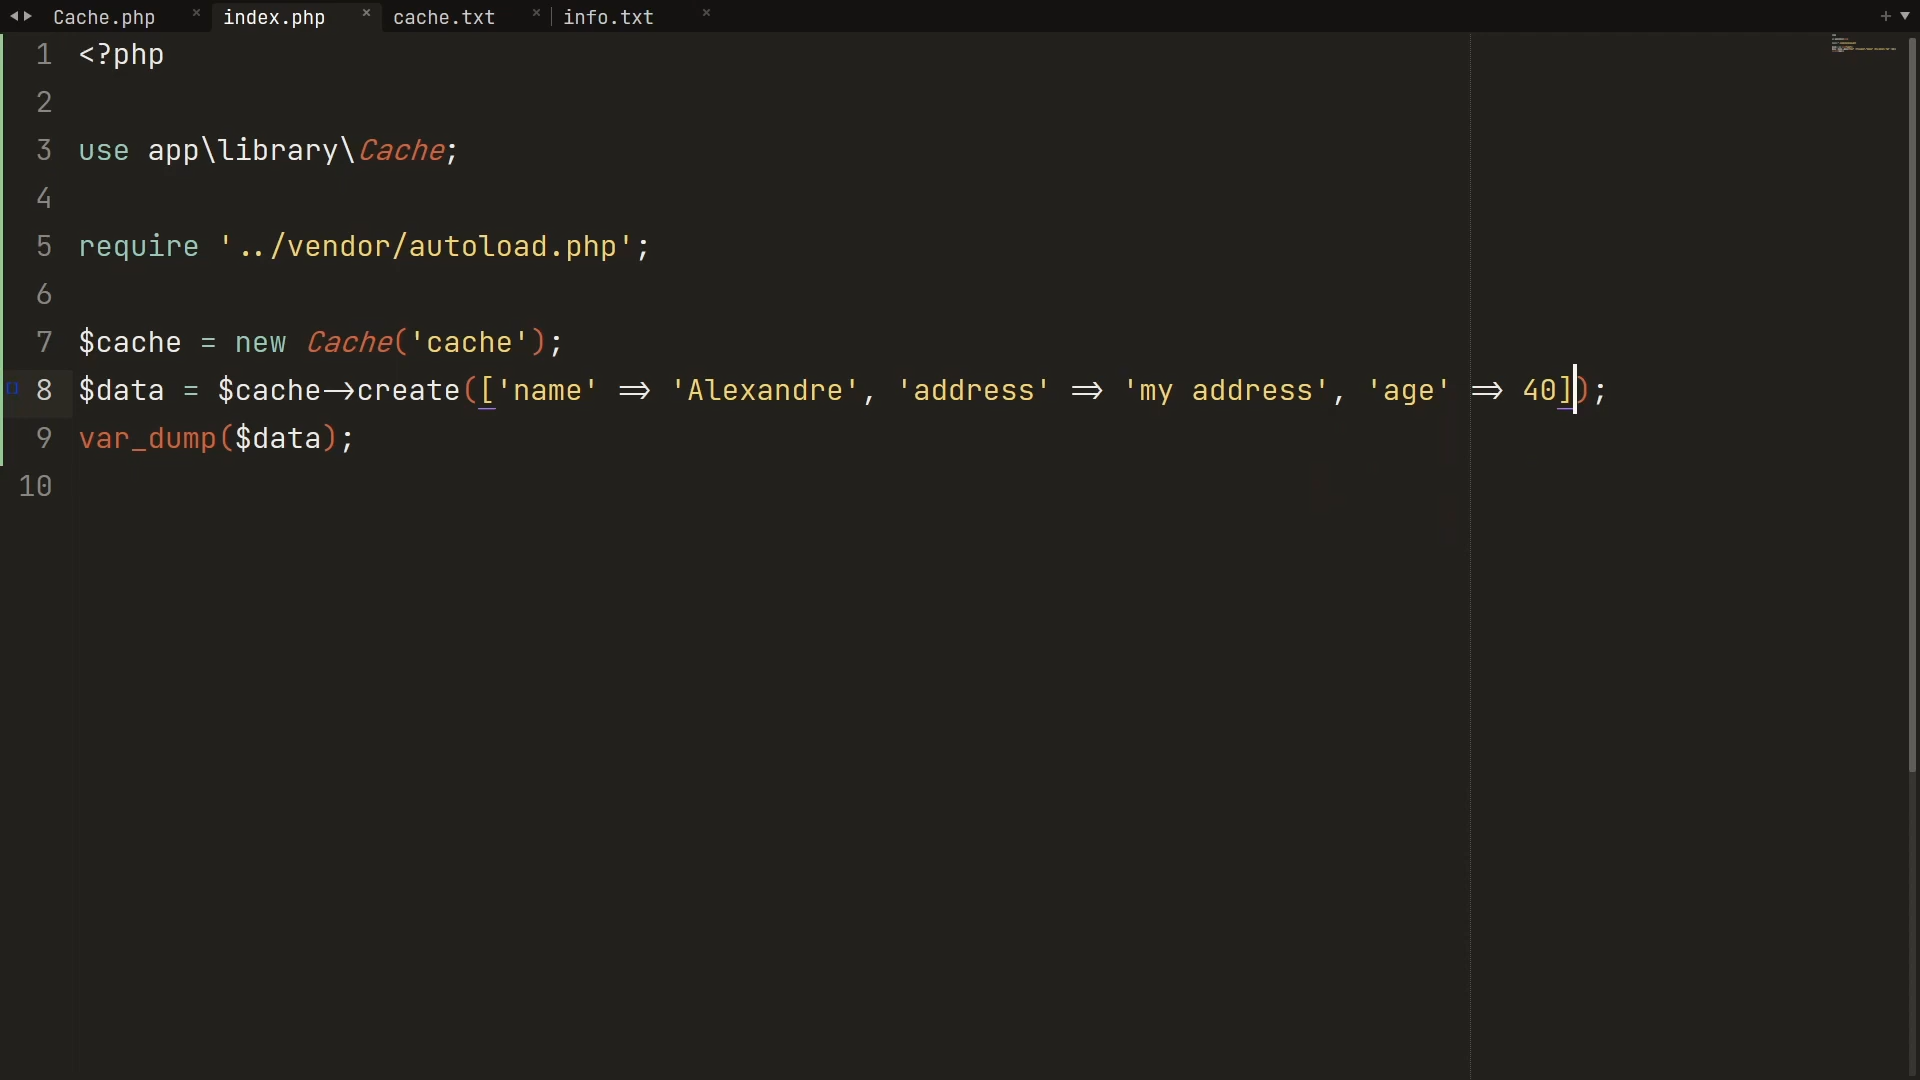 Cache.php × index.php × cache.txt × info.txt ×
1 <?php
2
3 use app\library\Cache;
4
5 require '../vendor/autoload.php';
6
7 $cache = new Cache('cache');
8 $data = $cache->create(['name' => 'Alexandre', 'address' => 'my address', 'age' => 40]);
9 var_dump($data);
10